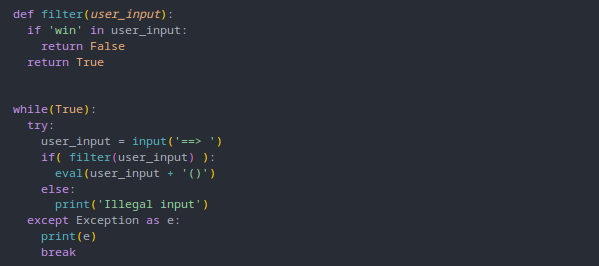 def filter(user_input):
  if 'win' in user_input:
    return False
  return True
while(True):
  try:
    user_input = input('==> ')
    if( filter(user_input) ):
      eval(user_input + '()')
    else:
      print('Illegal input')
  except Exception as e:
    print(e)
    break